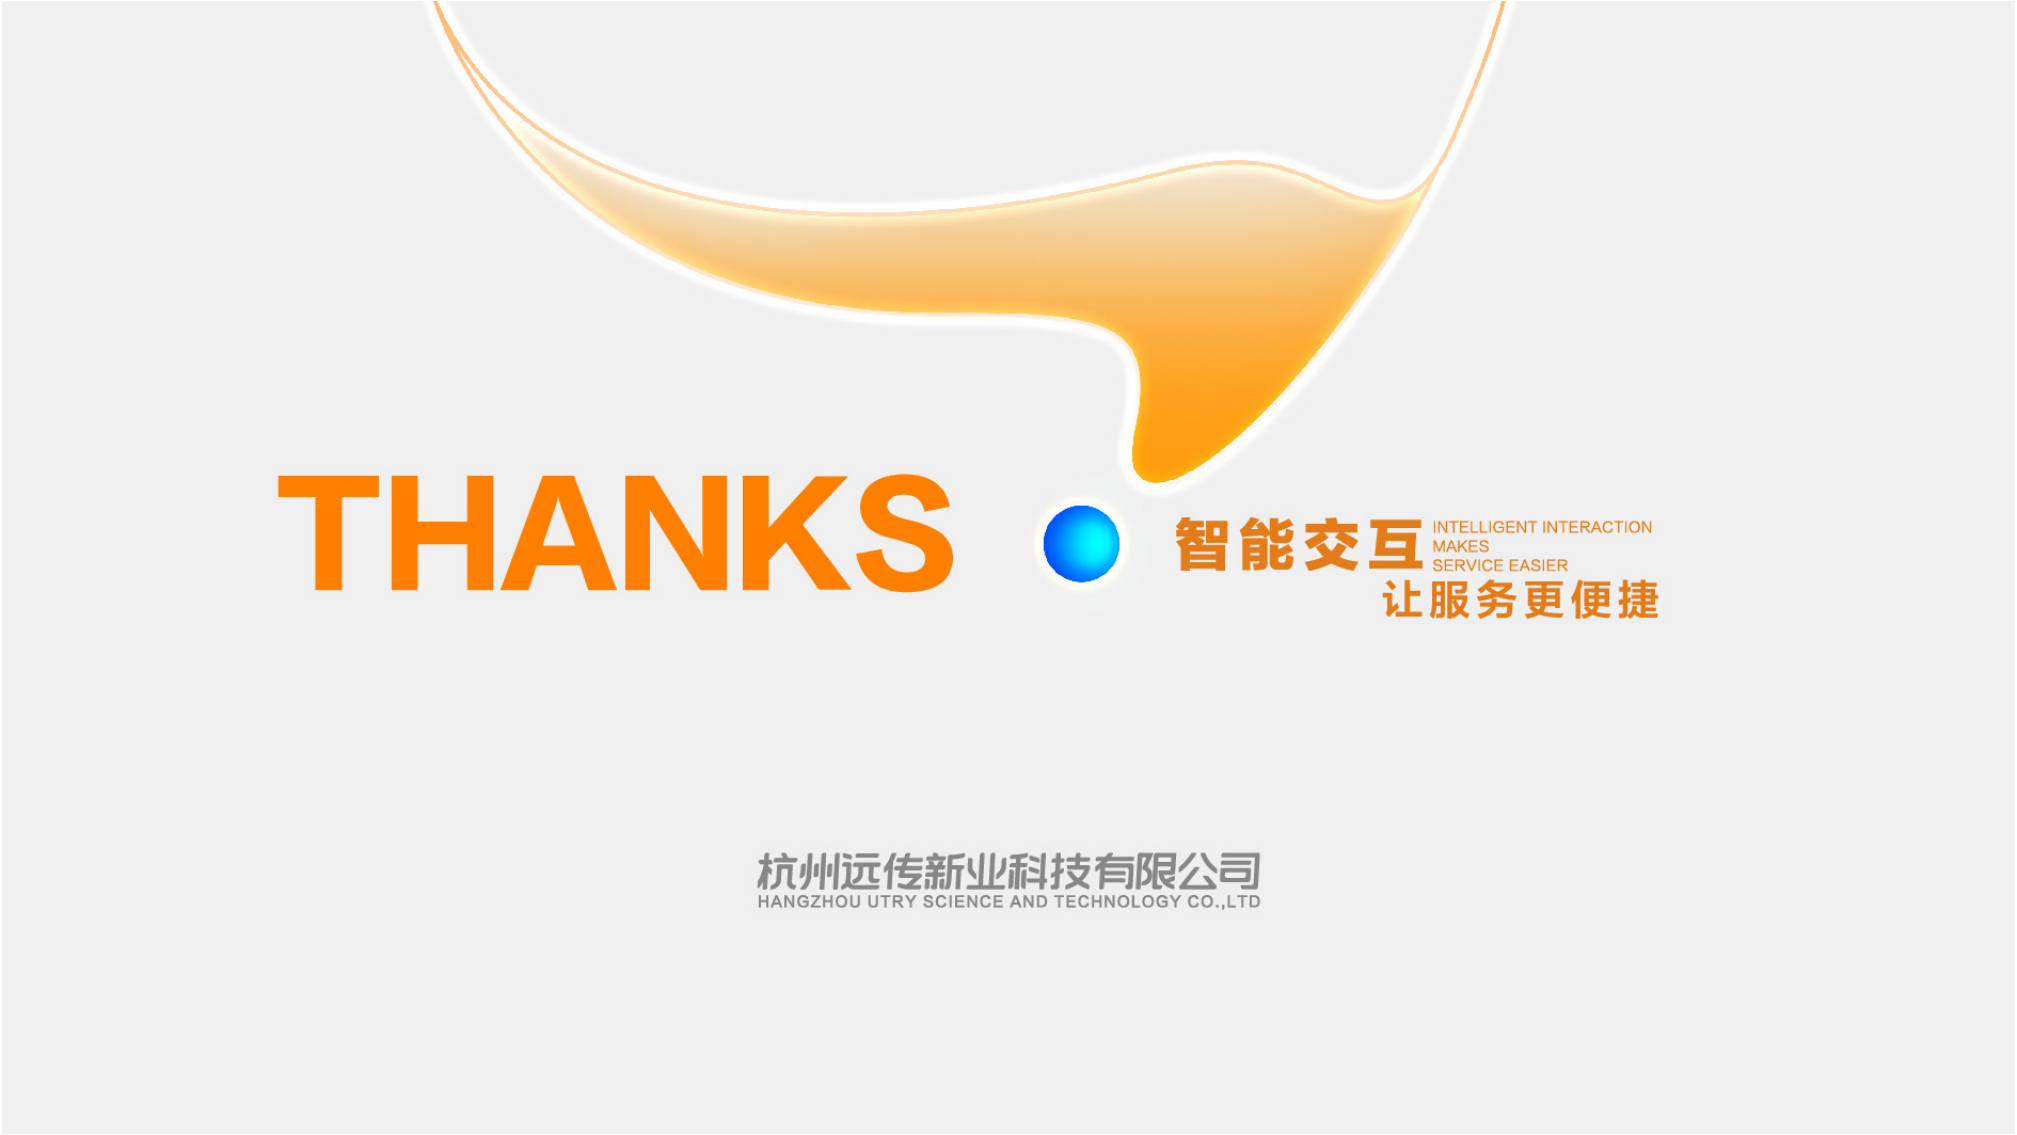 THANKS
智能交互
INTELLIGENT INTERACTION
MAKES
SERVICE EASIER
让服务更便捷
杭州远传新业科技有限公司
HANGZHOU UTRY SCIENCE AND TECHNOLOGY CO.,LTD